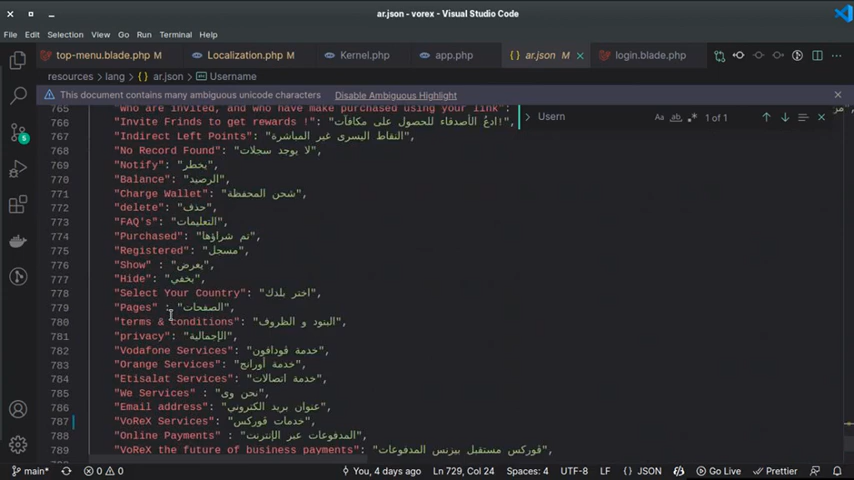 ar.json - vorex - Visual Studio Code
File Edit Selection View Go Run Terminal Help
top-menu.blade.php M Localization.php M Kernel.php app.php ar.json M login.blade.php
resources > lang > ar.json > Username
This document contains many ambiguous unicode characters Disable Ambiguous Highlight
Usern Aa ab 1 of 1
765 "Who are invited, and who have make purchased using your link":
766 "Invite Frinds to get rewards !": "ادعُ الأصدقاء للحصول على مكافآت!",
767 "Indirect Left Points": "النقاط اليسرى غير المباشرة",
768 "No Record Found": "لا يوجد سجلات",
769 "Notify": "يخطر",
770 "Balance": "الرصيد",
771 "Charge Wallet": "شحن المحفظة",
772 "delete": "حذف",
773 "FAQ's": "التعليمات",
774 "Purchased": "تم شراؤها",
775 "Registered": "مسجل",
776 "Show" : "يعرض",
777 "Hide": "يخفي",
778 "Select Your Country": "اختر بلدك",
779 "Pages" : "الصفحات",
780 "terms & conditions": "البنود و الظروف",
781 "privacy": "الإجمالية",
782 "Vodafone Services": "خدمة ڤودافون",
783 "Orange Services": "خدمة أورانج",
784 "Etisalat Services": "خدمة اتصالات",
785 "We Services" : "نحن وى",
786 "Email address": "عنوان بريد الكتروني",
787 "VoReX Services": "خدمات ڤوركس",
788 "Online Payments" : "المدفوعات عبر الإنترنت",
789 "VoReX the future of business payments": "ڤوركس مستقبل بيزنس المدفوعات",
5
main* 0 0 You, 4 days ago Ln 729, Col 24 Spaces: 4 UTF-8 LF JSON Go Live Prettier